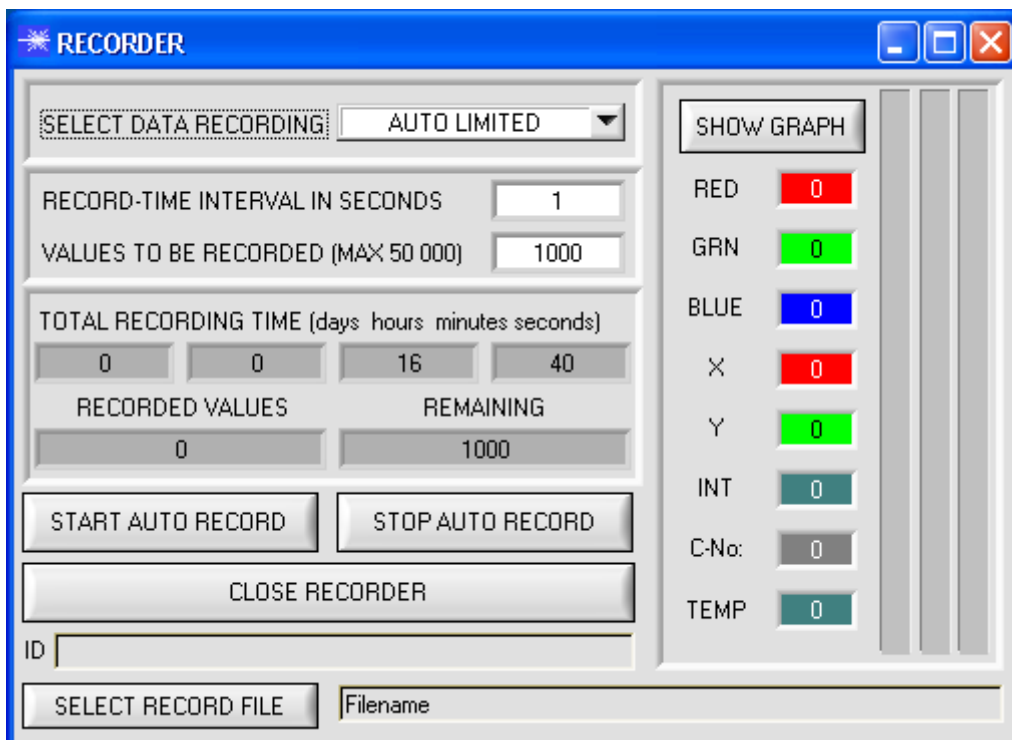 RECORDER
SELECT DATA RECORDING AUTO LIMITED
RECORD-TIME INTERVAL IN SECONDS 1
VALUES TO BE RECORDED (MAX 50 000) 1000
TOTAL RECORDING TIME (days hours minutes seconds)
0 0 16 40
RECORDED VALUES REMAINING
0 1000
START AUTO RECORD STOP AUTO RECORD
CLOSE RECORDER
ID
SELECT RECORD FILE Filename
SHOW GRAPH
RED 0
GRN 0
BLUE 0
X 0
Y 0
INT 0
C-No: 0
TEMP 0